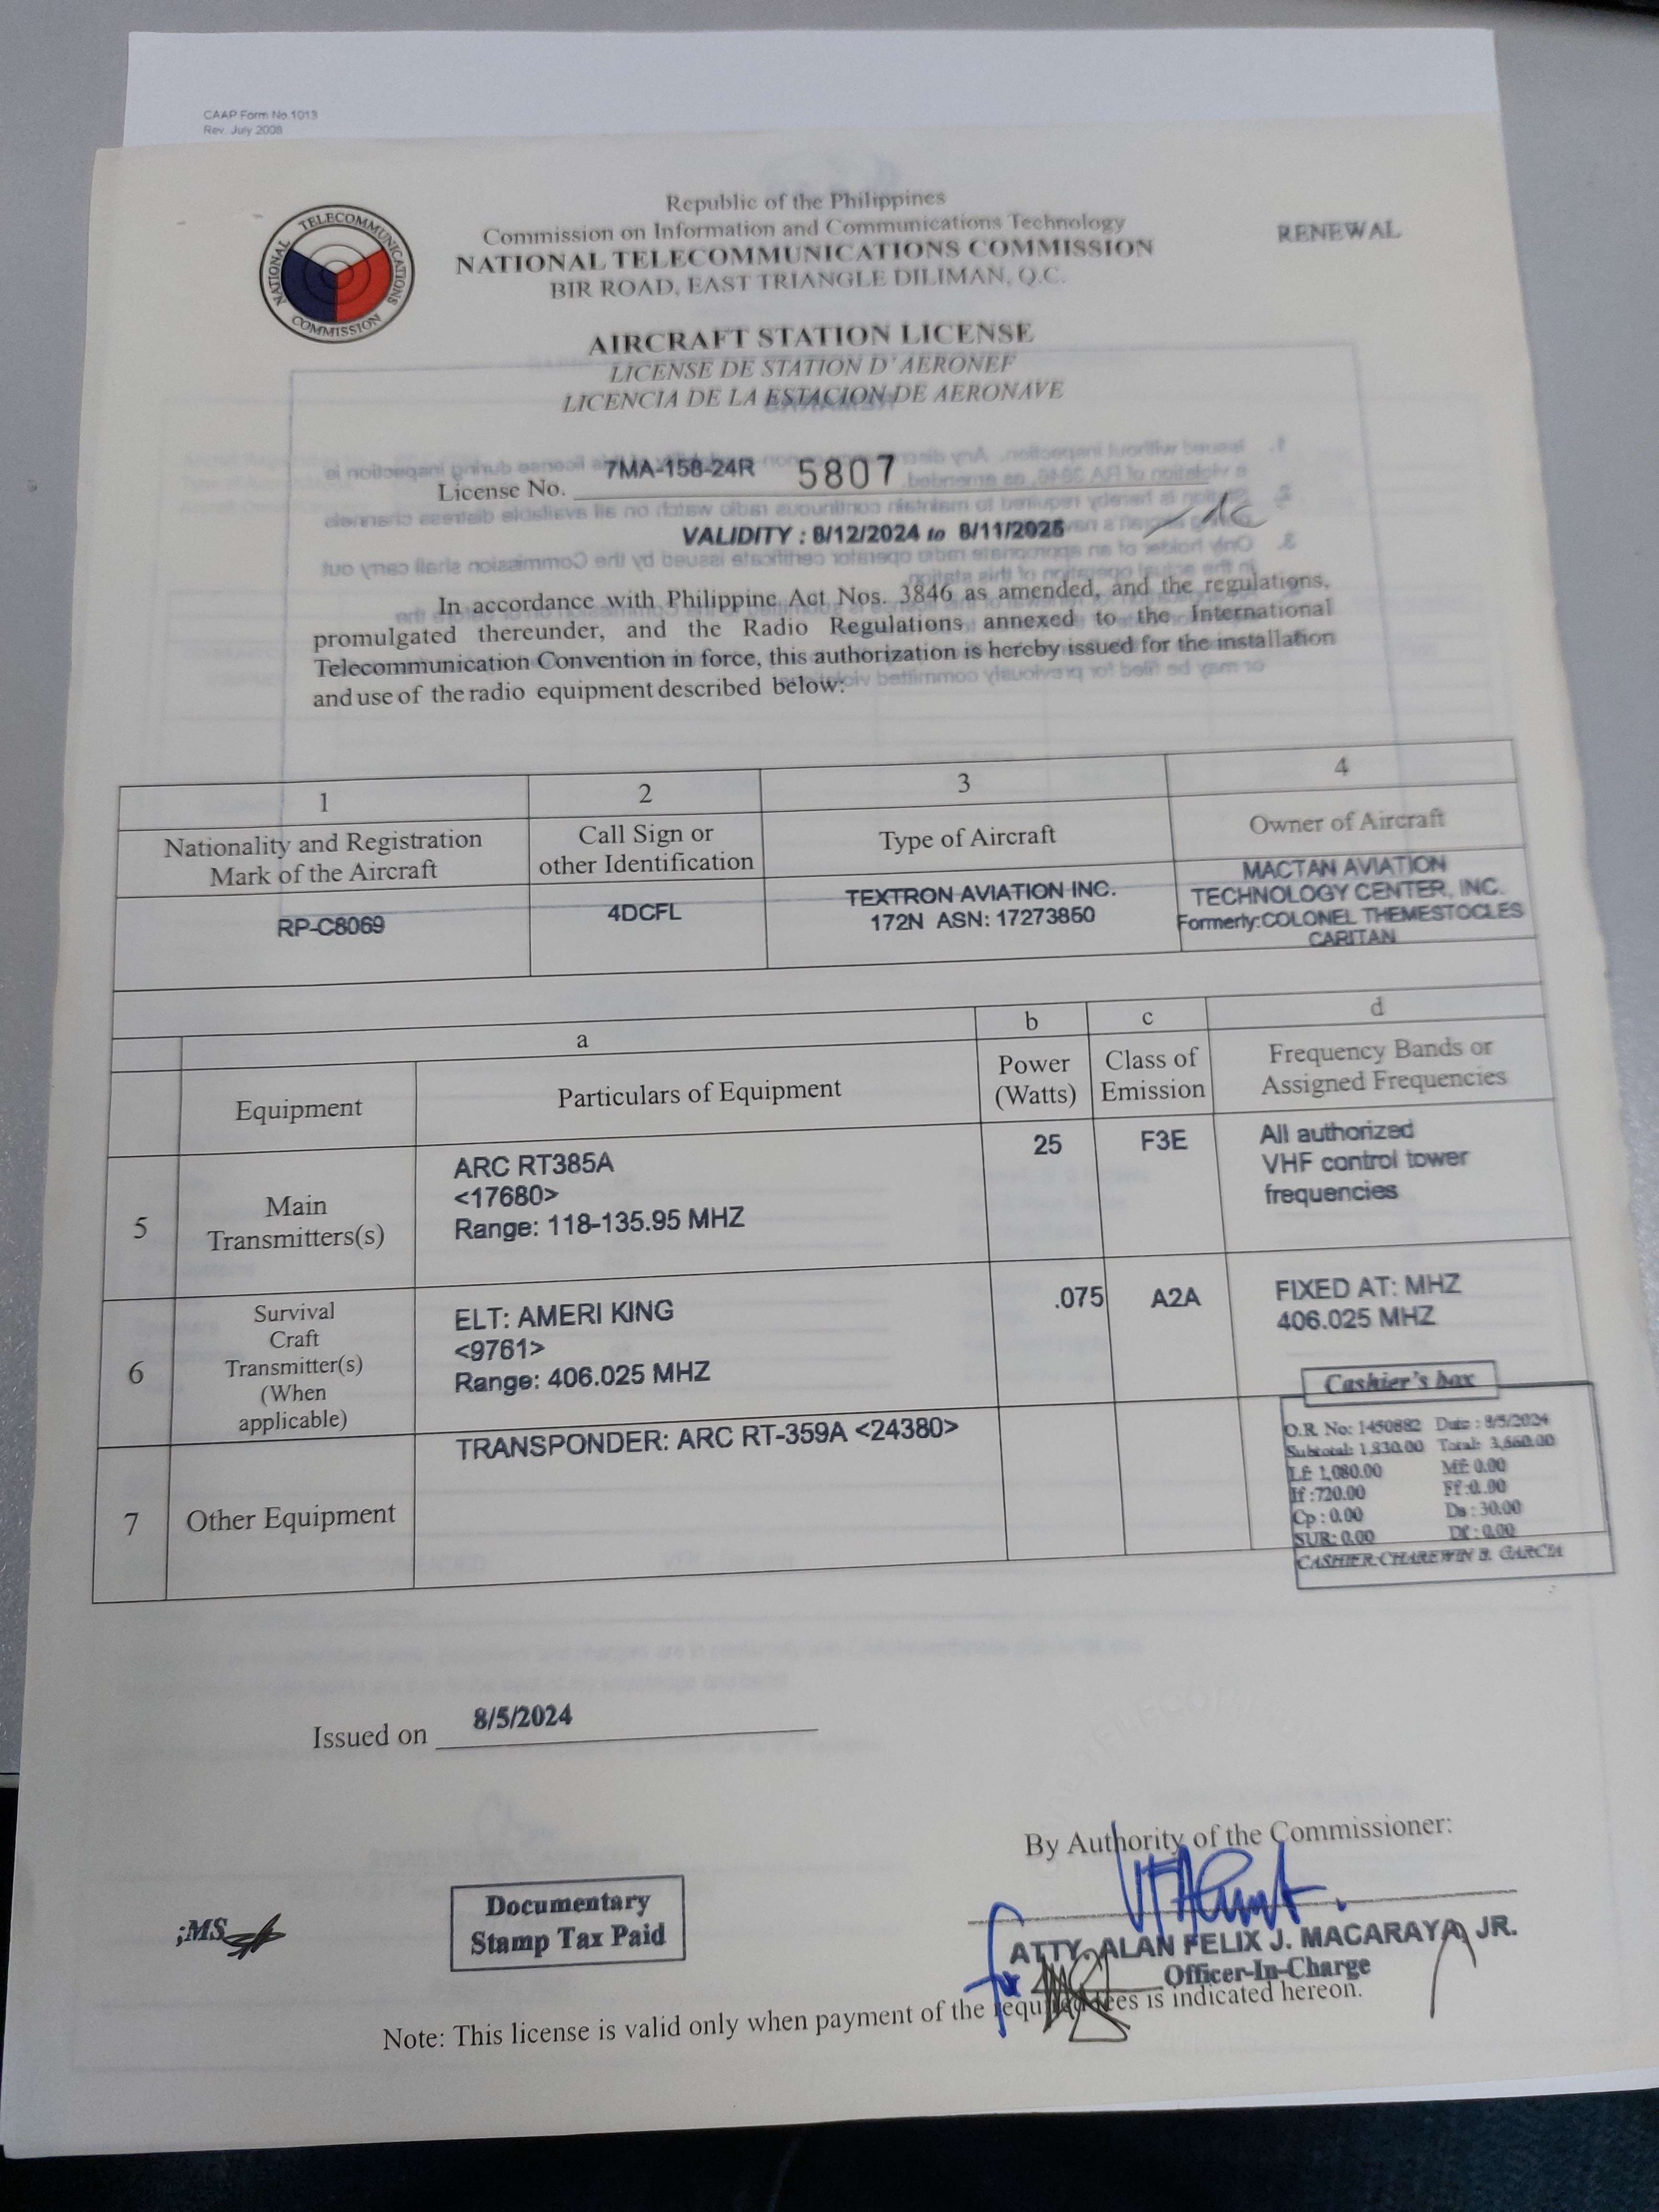 CAAP Form No.1013
Rev. July 2008
Republic of the Philippines
Commission on Information and Communications Technology
NATIONAL TELECOMMUNICATIONS COMMISSION
BIR ROAD, EAST TRIANGLE DILIMAN, Q.C.
RENEWAL
NATIONAL TELECOMMUNICATIONS COMMISSION
AIRCRAFT STATION LICENSE
LICENSE DE STATION D' AERONEF
LICENCIA DE LA ESTACION DE AERONAVE
License No. 7MA-158-24R 5807
VALIDITY : 8/12/2024 to 8/11/2025
In accordance with Philippine Act Nos. 3846 as amended, and the regulations,
promulgated thereunder, and the Radio Regulations annexed to the International
Telecommunication Convention in force, this authorization is hereby issued for the installation
and use of the radio equipment described below:
1 2 3 4
Nationality and Registration
Mark of the Aircraft
Call Sign or
other Identification
Type of Aircraft
Owner of Aircraft
RP-C8069
4DCFL
TEXTRON AVIATION INC.
172N ASN: 17273860
MACTAN AVIATION
TECHNOLOGY CENTER, INC.
Formerly:COLONEL THEMESTOCLES
CARITAN
a b c d
Equipment
Particulars of Equipment
Power
(Watts)
Class of
Emission
Frequency Bands or
Assigned Frequencies
5
Main
Transmitters(s)
ARC RT385A
<17680>
Range: 118-135.95 MHZ
25
F3E
All authorized
VHF control tower
frequencies
6
Survival
Craft
Transmitter(s)
(When
applicable)
ELT: AMERI KING
<9761>
Range: 406.025 MHZ
.075
A2A
FIXED AT: MHZ
406.025 MHZ
7
Other Equipment
TRANSPONDER: ARC RT-359A <24380>
Cashier's box
O.R. No: 1450882 Date : 8/5/2024
Subtotal: 1,830.00 Total: 3,660.00
Lf: 1,080.00 Mf: 0.00
If :720.00 Ff :0.00
Cp : 0.00 Ds : 30.00
SUR: 0.00 Df : 0.00
CASHIER:CHAREWIN B. GARCIA
Issued on 8/5/2024
By Authority of the Commissioner:
;MS
Documentary
Stamp Tax Paid
for
ATTY. ALAN FELIX J. MACARAYA, JR.
Officer-In-Charge
Note: This license is valid only when payment of the required fees is indicated hereon.